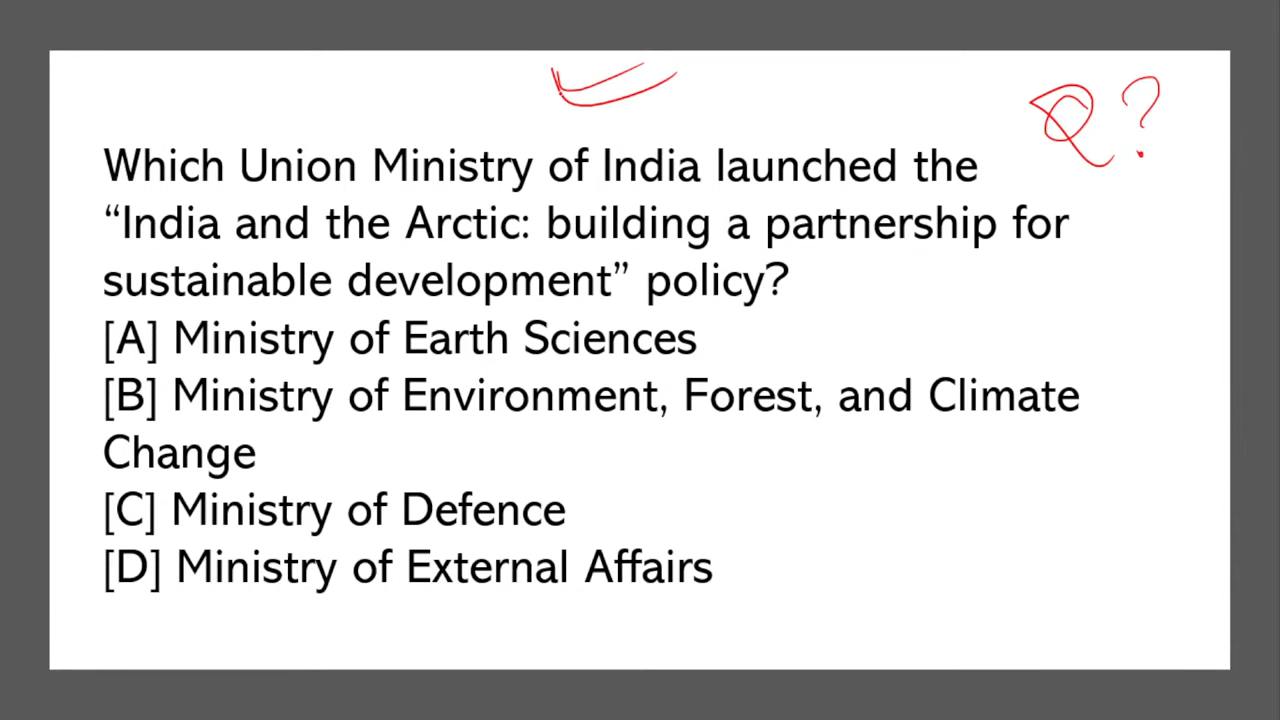 Q?
Which Union Ministry of India launched the
“India and the Arctic: building a partnership for
sustainable development” policy?
[A] Ministry of Earth Sciences
[B] Ministry of Environment, Forest, and Climate
Change
[C] Ministry of Defence
[D] Ministry of External Affairs